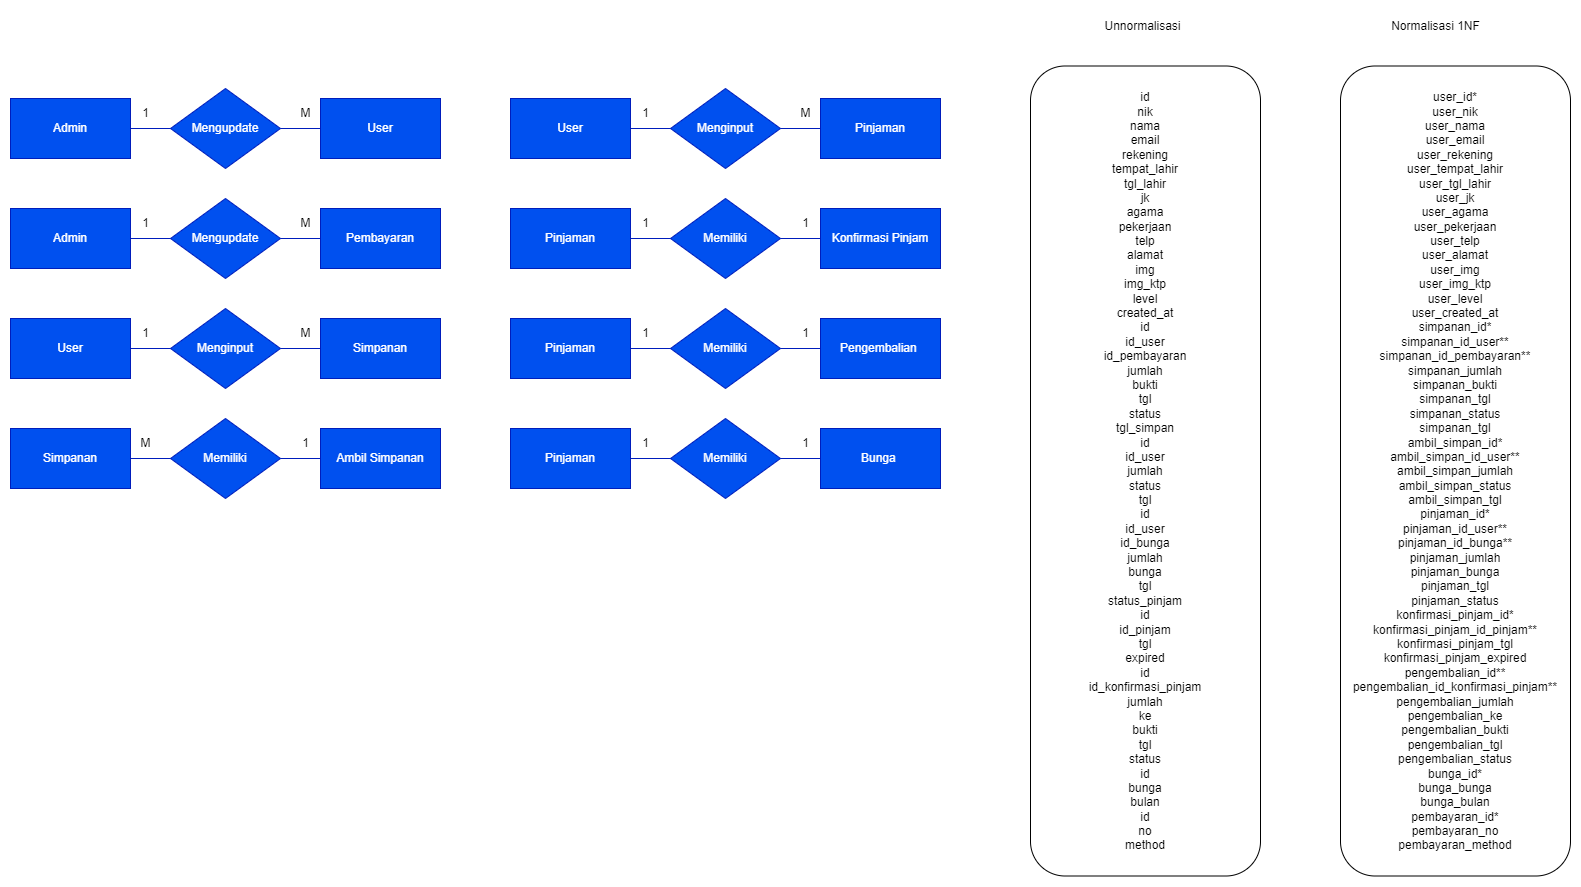 Unnormalisasi
Normalisasi 1NF
Admin
1
Mengupdate
M
User
User
1
Menginput
M
Pinjaman
Admin
1
Mengupdate
M
Pembayaran
Pinjaman
1
Memiliki
1
Konfirmasi Pinjam
User
1
Menginput
M
Simpanan
Pinjaman
1
Memiliki
1
Pengembalian
Simpanan
M
Memiliki
1
Ambil Simpanan
Pinjaman
1
Memiliki
1
Bunga
id
nik
nama
email
rekening
tempat_lahir
tgl_lahir
jk
agama
pekerjaan
telp
alamat
img
img_ktp
level
created_at
id
id_user
id_pembayaran
jumlah
bukti
tgl
status
tgl_simpan
id
id_user
jumlah
status
tgl
id
id_user
id_bunga
jumlah
bunga
tgl
status_pinjam
id
id_pinjam
tgl
expired
id
id_konfirmasi_pinjam
jumlah
ke
bukti
tgl
status
id
bunga
bulan
id
no
method
user_id*
user_nik
user_nama
user_email
user_rekening
user_tempat_lahir
user_tgl_lahir
user_jk
user_agama
user_pekerjaan
user_telp
user_alamat
user_img
user_img_ktp
user_level
user_created_at
simpanan_id*
simpanan_id_user**
simpanan_id_pembayaran**
simpanan_jumlah
simpanan_bukti
simpanan_tgl
simpanan_status
simpanan_tgl
ambil_simpan_id*
ambil_simpan_id_user**
ambil_simpan_jumlah
ambil_simpan_status
ambil_simpan_tgl
pinjaman_id*
pinjaman_id_user**
pinjaman_id_bunga**
pinjaman_jumlah
pinjaman_bunga
pinjaman_tgl
pinjaman_status
konfirmasi_pinjam_id*
konfirmasi_pinjam_id_pinjam**
konfirmasi_pinjam_tgl
konfirmasi_pinjam_expired
pengembalian_id**
pengembalian_id_konfirmasi_pinjam**
pengembalian_jumlah
pengembalian_ke
pengembalian_bukti
pengembalian_tgl
pengembalian_status
bunga_id*
bunga_bunga
bunga_bulan
pembayaran_id*
pembayaran_no
pembayaran_method